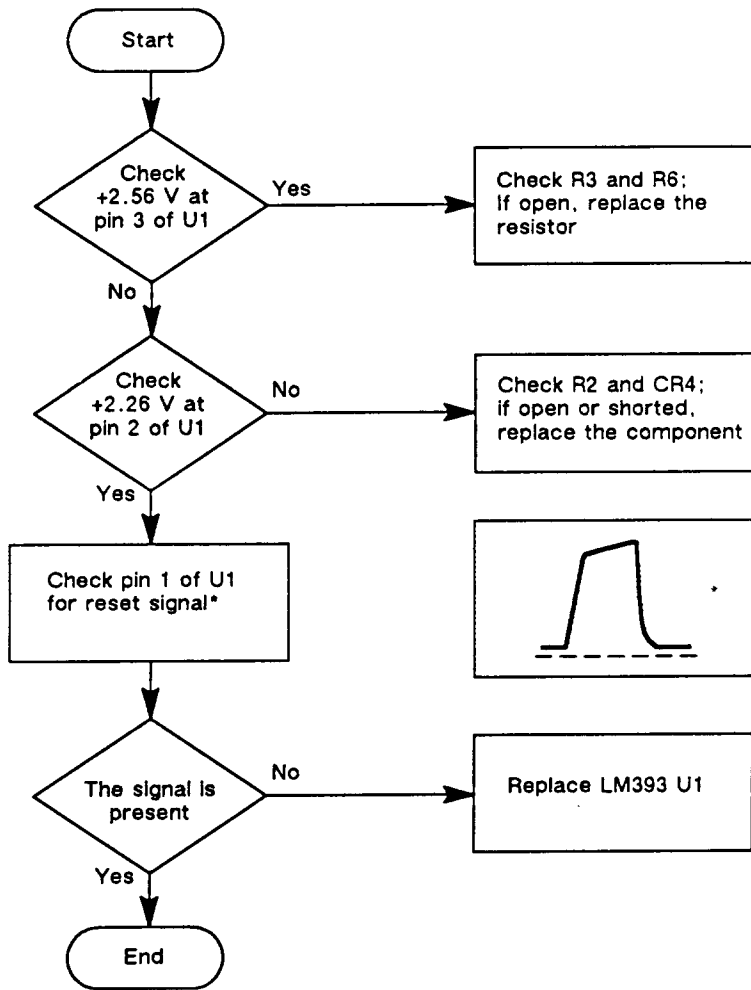 Start
Check
+2.56 V at
pin 3 of U1
Yes
Check R3 and R6;
If open, replace the
resistor
No
Check
+2.26 V at
pin 2 of U1
No
Check R2 and CR4;
if open or shorted,
replace the component
Yes
Check pin 1 of U1
for reset signal*
The signal is
present
No
Replace LM393 U1
Yes
End